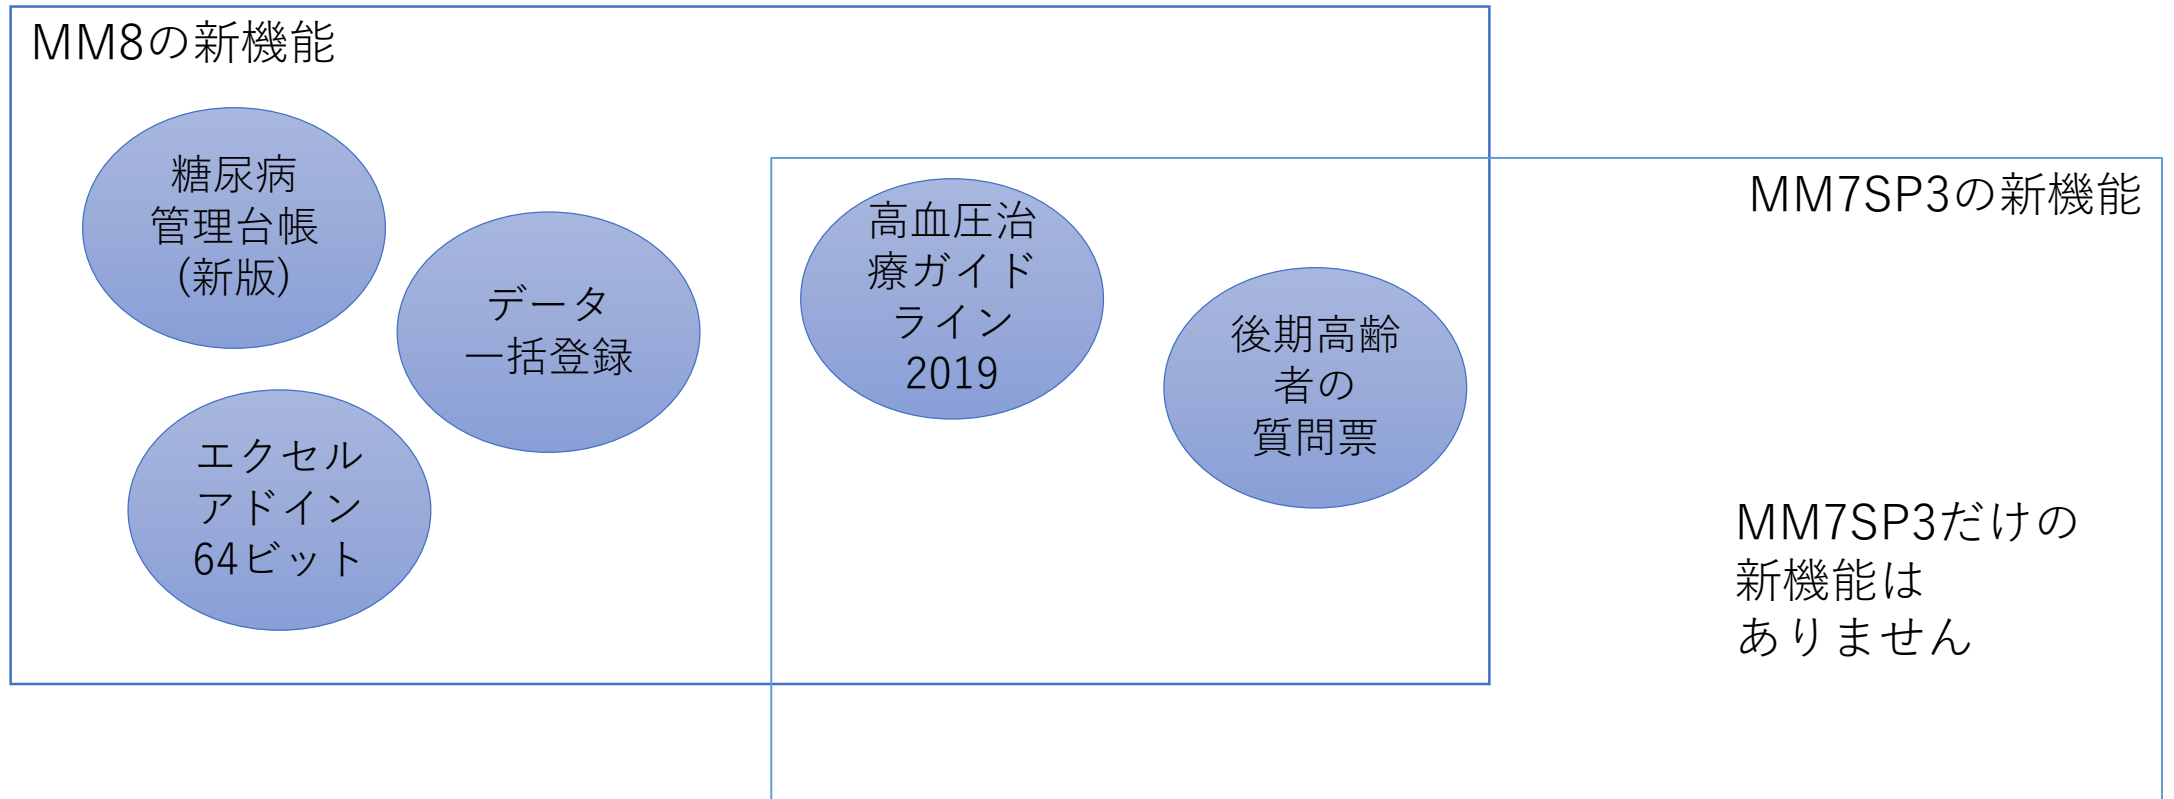 MM8の新機能
糖尿病
管理台帳
(新版)
データ
一括登録
エクセル
アドイン
64ビット
高血圧治
療ガイド
ライン
2019
後期高齢
者の
質問票
MM7SP3の新機能
MM7SP3だけの
新機能は
ありません